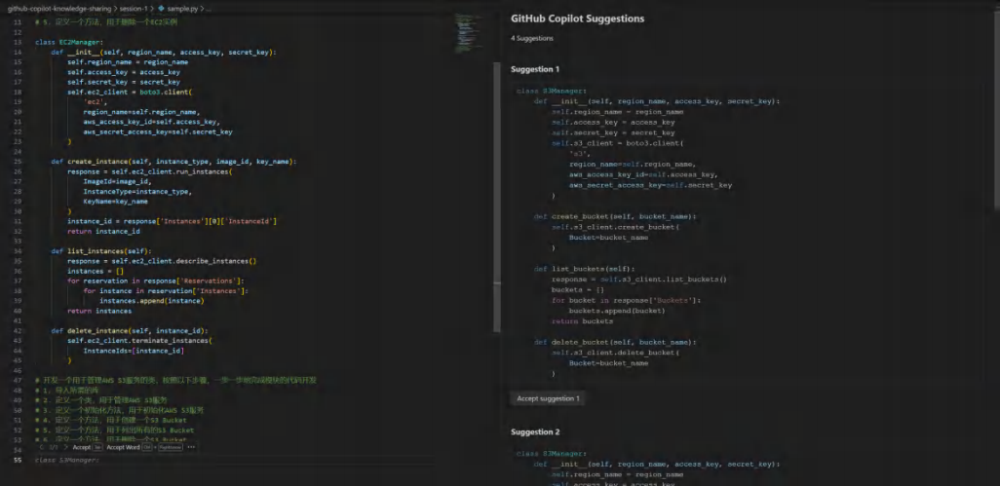 github-copilot-knowledge-sharing > session-1 > sample.py > ...
11 # 5. 定义一个方法，用于删除一个EC2实例
12
13 class EC2Manager:
14 def __init__(self, region_name, access_key, secret_key):
15 self.region_name = region_name
16 self.access_key = access_key
17 self.secret_key = secret_key
18 self.ec2_client = boto3.client(
19 'ec2',
20 region_name=self.region_name,
21 aws_access_key_id=self.access_key,
22 aws_secret_access_key=self.secret_key
23 )
24
25 def create_instance(self, instance_type, image_id, key_name):
26 response = self.ec2_client.run_instances(
27 ImageId=image_id,
28 InstanceType=instance_type,
29 KeyName=key_name
30 )
31 instance_id = response['Instances'][0]['InstanceId']
32 return instance_id
33
34 def list_instances(self):
35 response = self.ec2_client.describe_instances()
36 instances = []
37 for reservation in response['Reservations']:
38 for instance in reservation['Instances']:
39 instances.append(instance)
40 return instances
41
42 def delete_instance(self, instance_id):
43 self.ec2_client.terminate_instances(
44 InstanceIds=[instance_id]
45 )
46
47 # 开发一个用于管理AWS S3服务的类，按照以下步骤，一步一步地完成模块的代码开发
48 # 1. 导入所需的库
49 # 2. 定义一个类，用于管理AWS S3服务
50 # 3. 定义一个初始化方法，用于初始化AWS S3服务
51 # 4. 定义一个方法，用于创建一个S3 Bucket
52 # 5. 定义一个方法，用于列出所有的S3 Bucket
53 # 6. 定义一个方法，用于删除一个S3 Bucket
54
Accept Accept Word ...
55 class S3Manager:
GitHub Copilot Suggestions
4 Suggestions
Suggestion 1
class S3Manager:
def __init__(self, region_name, access_key, secret_key):
self.region_name = region_name
self.access_key = access_key
self.secret_key = secret_key
self.s3_client = boto3.client(
's3',
region_name=self.region_name,
aws_access_key_id=self.access_key,
aws_secret_access_key=self.secret_key
)
def create_bucket(self, bucket_name):
self.s3_client.create_bucket(
Bucket=bucket_name
)
def list_buckets(self):
response = self.s3_client.list_buckets()
buckets = []
for bucket in response['Buckets']:
buckets.append(bucket)
return buckets
def delete_bucket(self, bucket_name):
self.s3_client.delete_bucket(
Bucket=bucket_name
)
Accept suggestion 1
Suggestion 2
class S3Manager:
def __init__(self, region_name, access_key, secret_key):
self.region_name = region_name
self.access_key = access_key